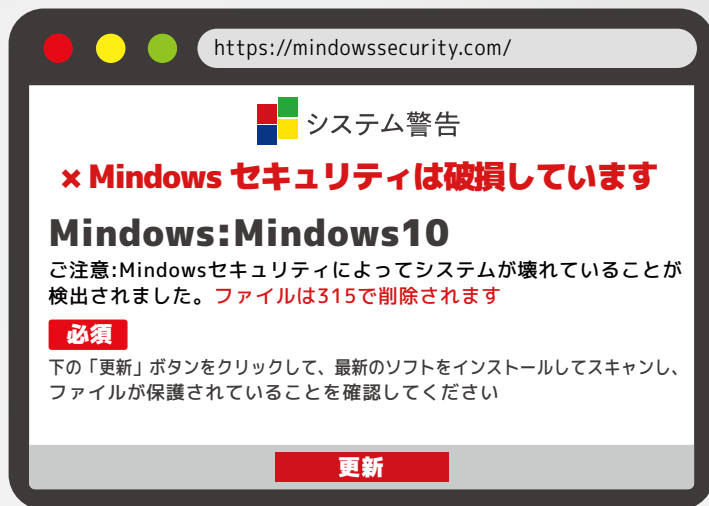 https://mindowssecurity.com/
システム警告
×Mindows セキュリティは破損しています
Mindows:Mindows10
ご注意:Mindowsセキュリティによってシステムが壊れていることが
検出されました。ファイルは315で削除されます
必須
下の「更新」ボタンをクリックして、最新のソフトをインストールしてスキャンし、
ファイルが保護されていることを確認してください
更新